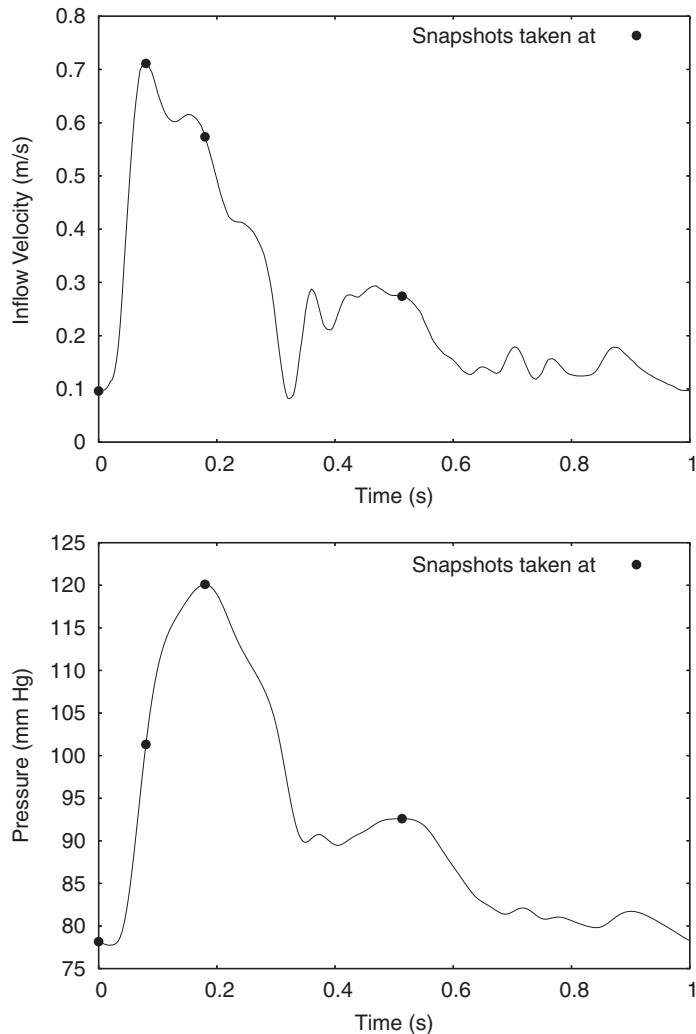 0.8
Snapshots taken at
0.7
0.6
0.5
0.4
0.3
0.2
0.1
0
Inflow Velocity (m/s)
0 0.2 0.4 0.6 0.8 1
Time (s)
125
Snapshots taken at
120
115
110
105
100
95
90
85
80
75
Pressure (mm Hg)
0 0.2 0.4 0.6 0.8 1
Time (s)